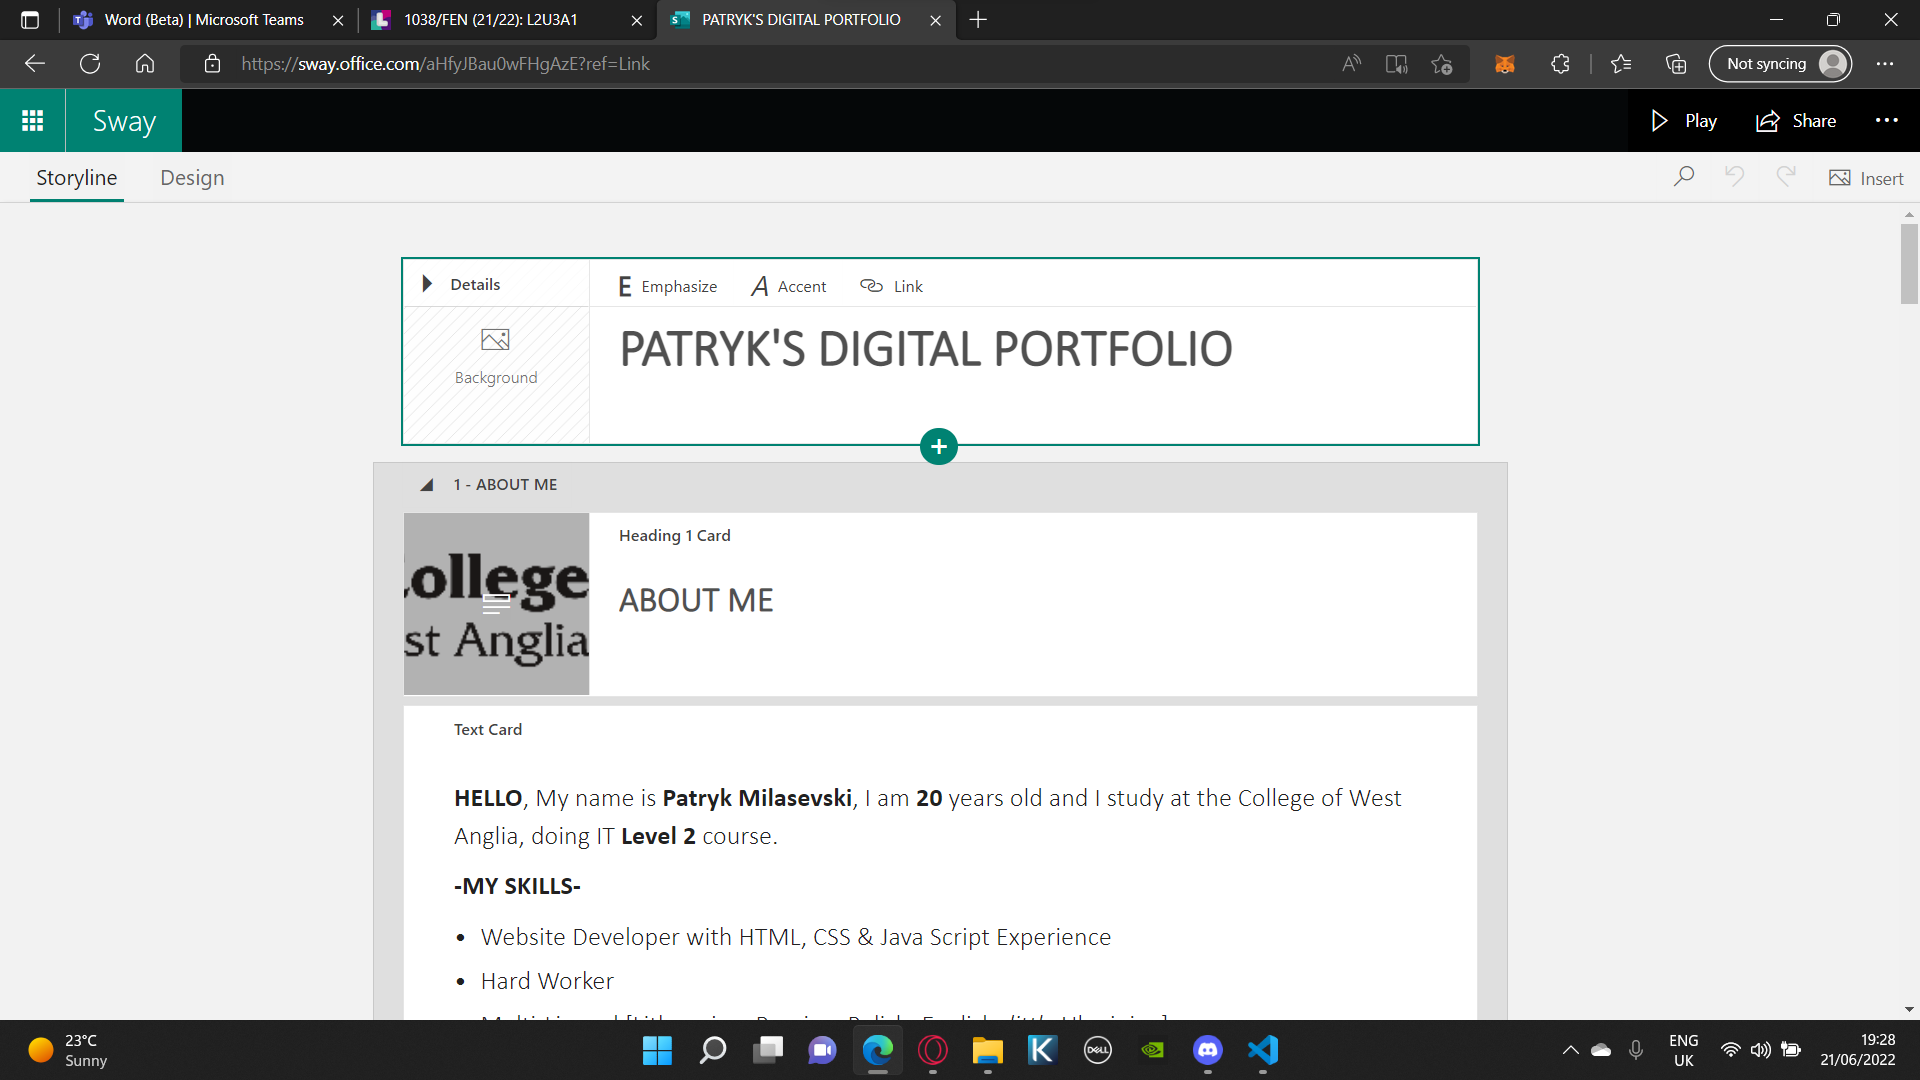 Word (Beta) | Microsoft Teams
1038/FEN (21/22): L2U3A1
PATRYK'S DIGITAL PORTFOLIO
https://sway.office.com/aHfyJBau0wFHgAzE?ref=Link
Not syncing
Sway
Play
Share
Storyline
Design
Insert
Details
E Emphasize
A Accent
Link
Background
PATRYK'S DIGITAL PORTFOLIO
1 - ABOUT ME
ollege
st Anglia
Heading 1 Card
ABOUT ME
Text Card
HELLO, My name is Patryk Milasevski, I am 20 years old and I study at the College of West
Anglia, doing IT Level 2 course.
-MY SKILLS-
• Website Developer with HTML, CSS & Java Script Experience
• Hard Worker
23°C
Sunny
DELL
ENG
UK
19:28
21/06/2022